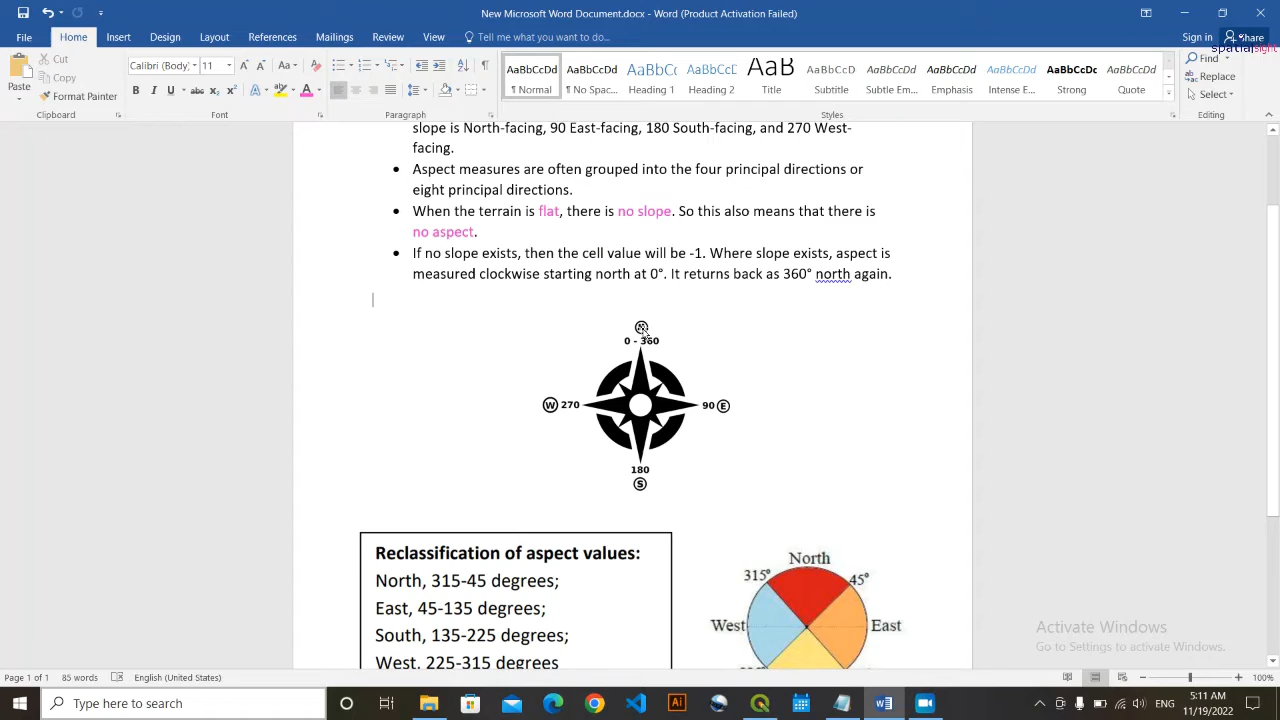 New Microsoft Word Document.docx - Word (Product Activation Failed)
File Home Insert Design Layout References Mailings Review View Tell me what you want to do... Sign in Share
Spatialsight
Paste Cut Copy Format Painter
Calibri (Body) 11
AaBbCcDd AaBbCcDd AaBbCc AaBbCcD AaB AaBbCcD AaBbCcDd AaBbCcDd AaBbCcDd AaBbCcDc AaBbCcDd
¶ Normal ¶ No Spac... Heading 1 Heading 2 Title Subtitle Subtle Em... Emphasis Intense E... Strong Quote
Find Replace Select
Clipboard Font Paragraph Styles Editing
slope is North-facing, 90 East-facing, 180 South-facing, and 270 West-
facing.
• Aspect measures are often grouped into the four principal directions or
eight principal directions.
• When the terrain is flat, there is no slope. So this also means that there is
no aspect.
• If no slope exists, then the cell value will be -1. Where slope exists, aspect is
measured clockwise starting north at 0°. It returns back as 360° north again.
0 - 360
W 270
90 E
180
S
Reclassification of aspect values:
North, 315-45 degrees;
East, 45-135 degrees;
South, 135-225 degrees;
West, 225-315 degrees
North
315° 45°
West East
Activate Windows
Go to Settings to activate Windows.
Page 1 of 1 85 words English (United States) 100%
Type here to search
ENG
5:11 AM
11/19/2022